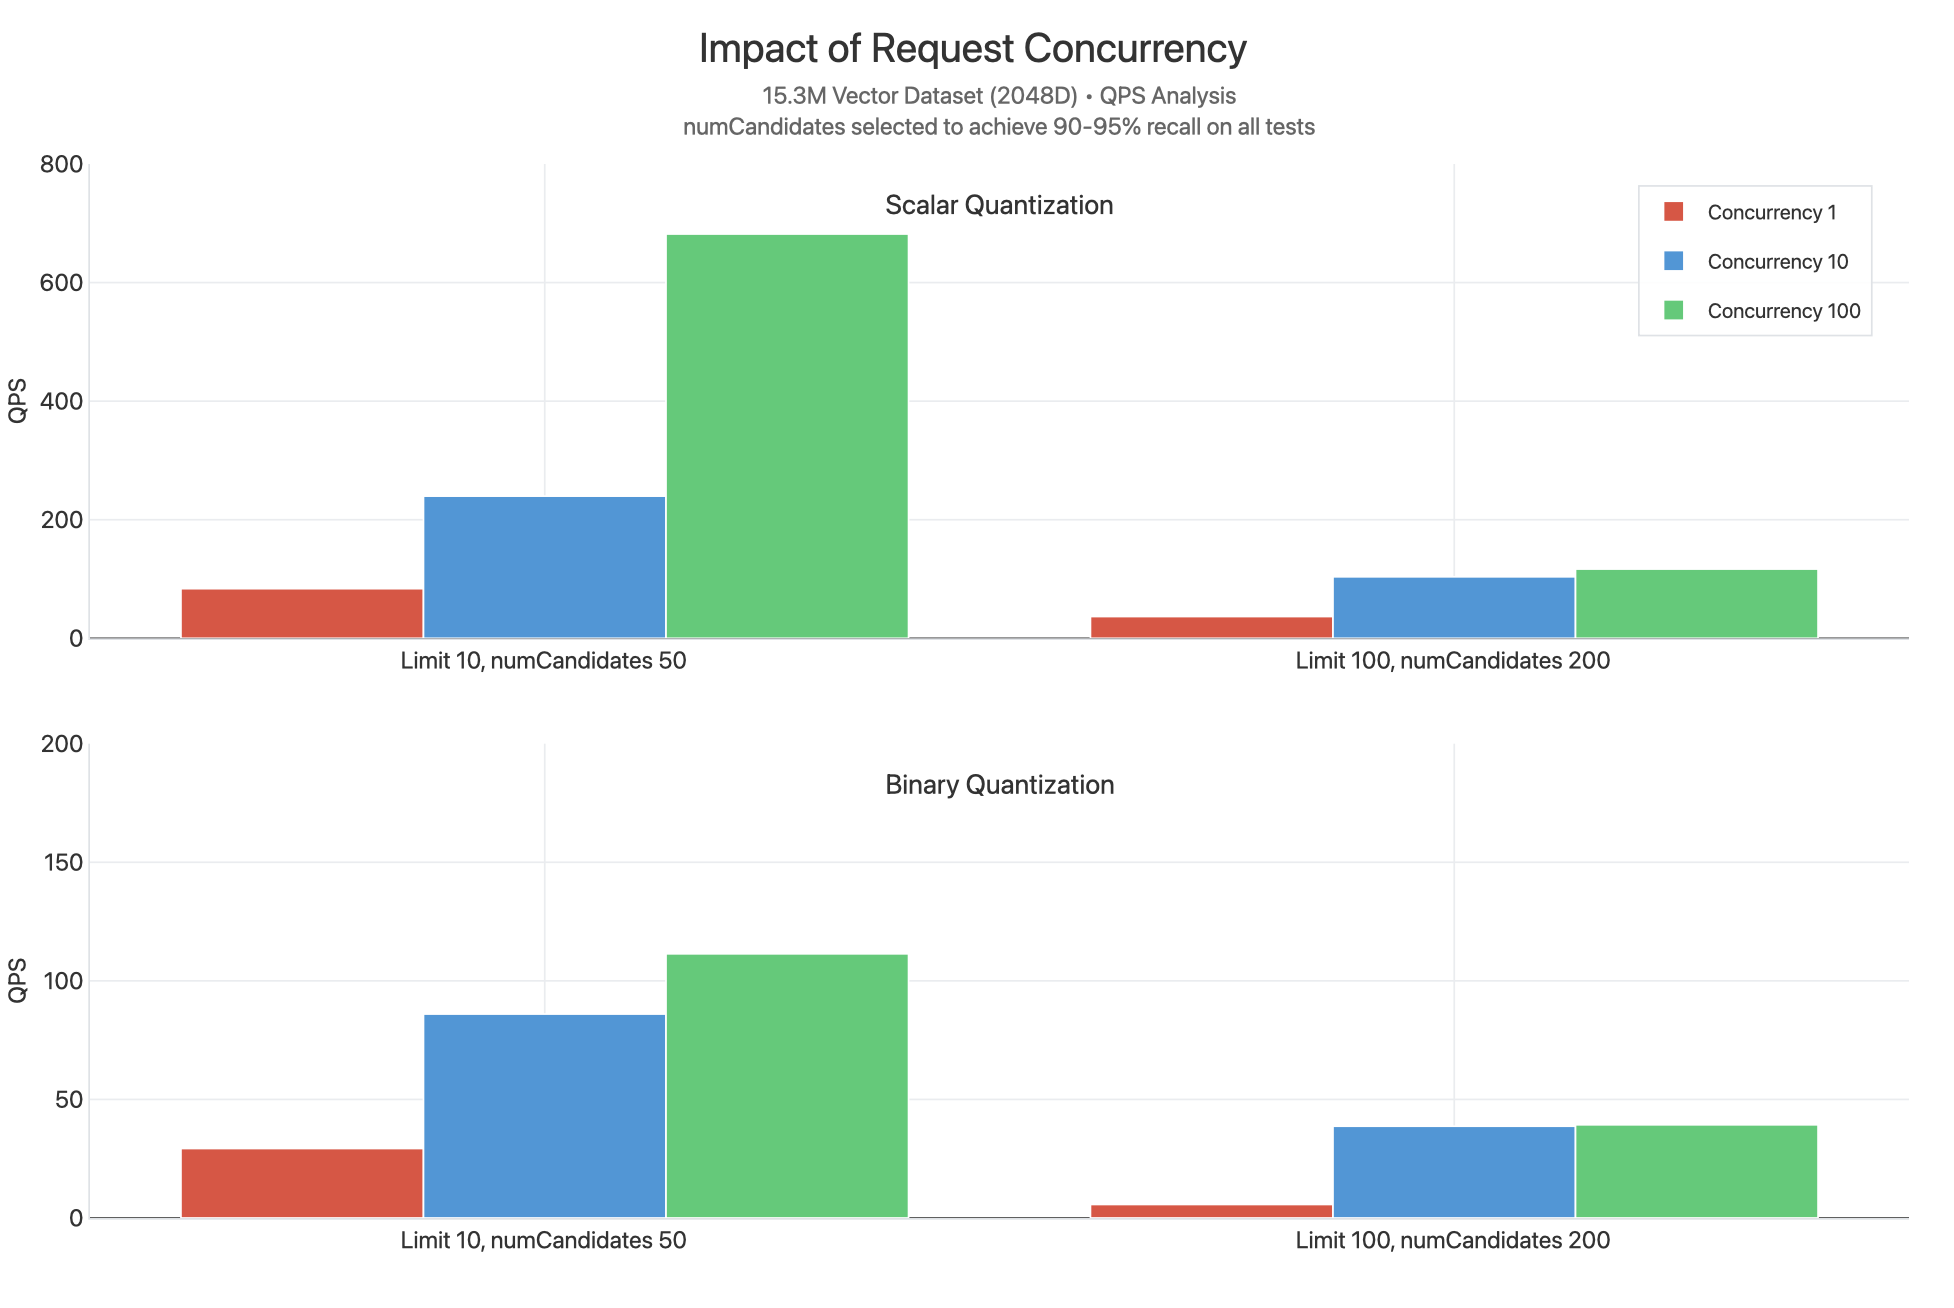 Impact of Request Concurrency
15.3M Vector Dataset (2048D) • QPS Analysis
numCandidates selected to achieve 90-95% recall on all tests
Scalar Quantization
Concurrency 1
Concurrency 10
Concurrency 100
QPS
800
600
400
200
0
Limit 10, numCandidates 50
Limit 100, numCandidates 200
Binary Quantization
QPS
200
150
100
50
0
Limit 10, numCandidates 50
Limit 100, numCandidates 200